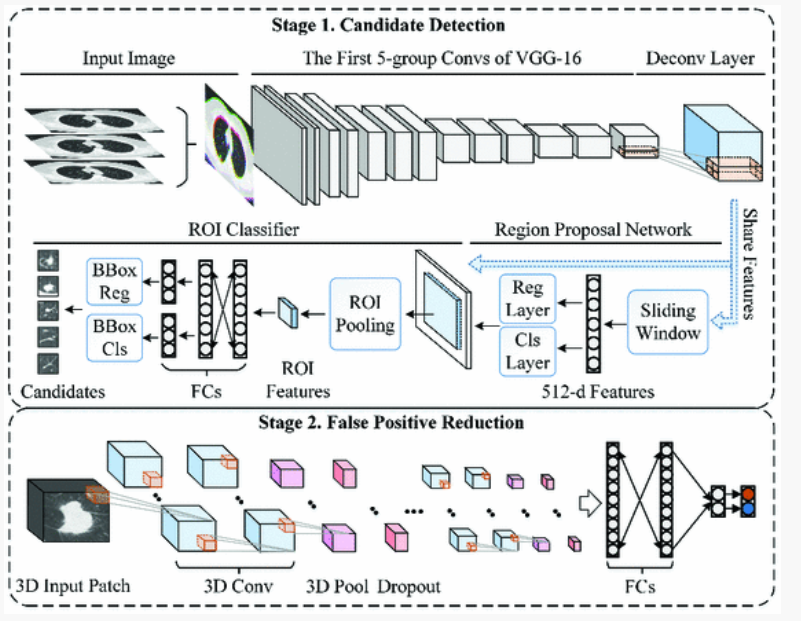 Stage 1. Candidate Detection
Input Image
The First 5-group Convs of VGG-16
Deconv Layer
Share Features
ROI Classifier
Region Proposal Network
BBox
Reg
BBox
Cls
ROI
Pooling
Reg
Layer
Cls
Layer
Sliding
Window
Candidates
FCs
ROI
Features
512-d Features
Stage 2. False Positive Reduction
3D Input Patch
3D Conv
3D Pool
Dropout
FCs